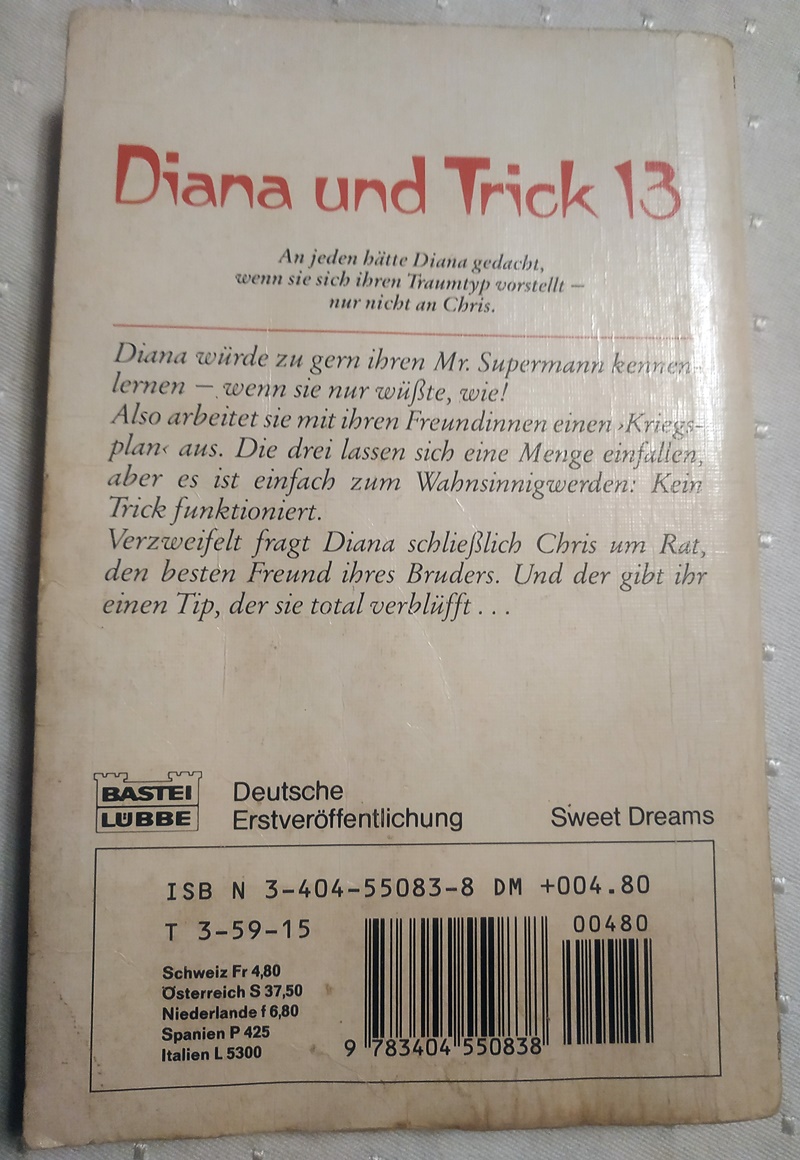 Diana und Trick 13
An jeden hätte Diana gedacht,
wenn sie sich ihren Traumtyp vorstellt –
nur nicht an Chris.
Diana würde zu gern ihren Mr. Supermann kennen-
lernen – wenn sie nur wüßte, wie!
Also arbeitet sie mit ihren Freundinnen einen ›Kriegs-
plan‹ aus. Die drei lassen sich eine Menge einfallen,
aber es ist einfach zum Wahnsinnigwerden: Kein
Trick funktioniert.
Verzweifelt fragt Diana schließlich Chris um Rat,
den besten Freund ihres Bruders. Und der gibt ihr
einen Tip, der sie total verblüfft . . .
BASTEI
LÜBBE
Deutsche
Erstveröffentlichung
Sweet Dreams
ISB N 3-404-55083-8 DM +004.80
T 3-59-15
00480
Schweiz Fr 4,80
Österreich S 37,50
Niederlande f 6,80
Spanien P 425
Italien L 5300
9 783404 550838